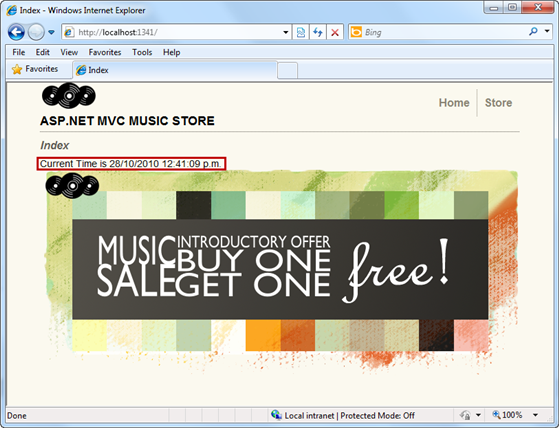 Index - Windows Internet Explorer
http://localhost:1341/
Bing
File Edit View Favorites Tools Help
Favorites
Index
Home Store
ASP.NET MVC MUSIC STORE
Index
Current Time is 28/10/2010 12:41:09 p.m.
MUSIC SALE
INTRODUCTORY OFFER
BUY ONE
GET ONE
free!
Done
Local intranet | Protected Mode: Off
100%